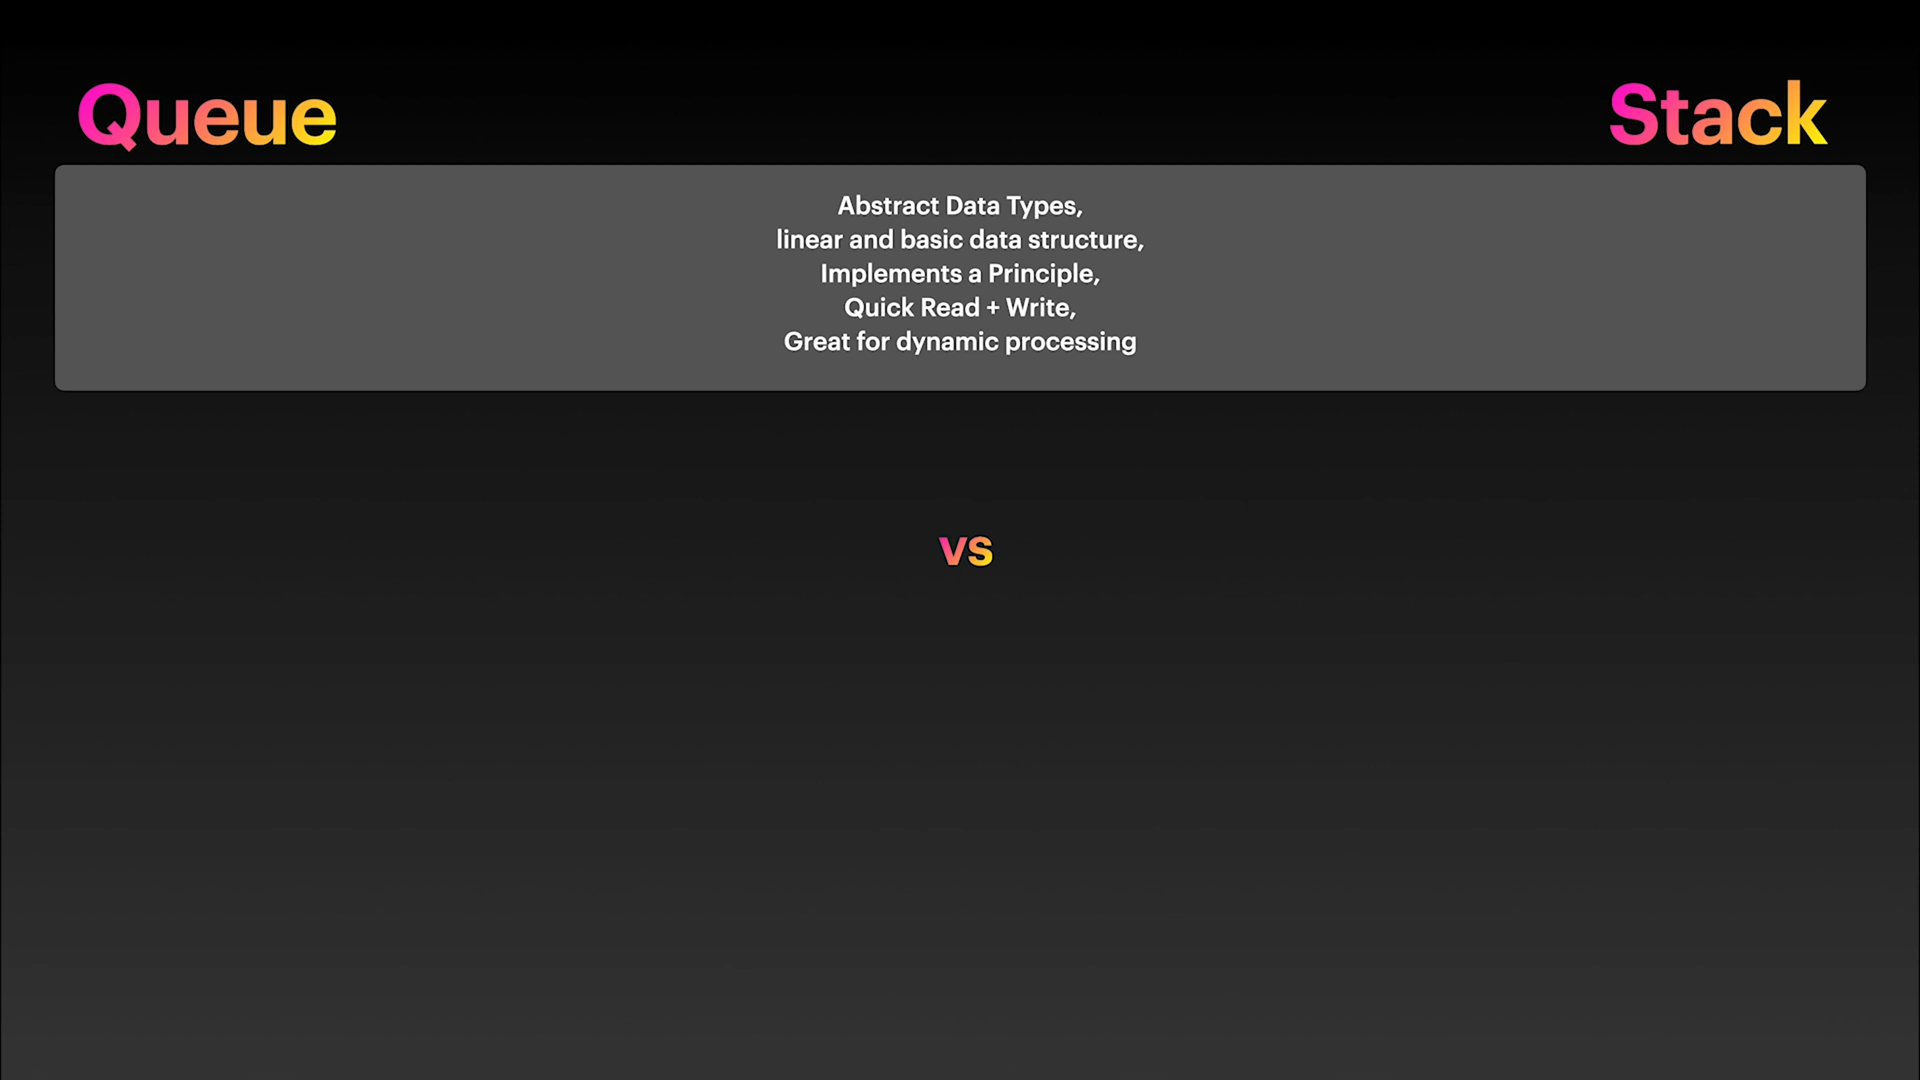 Queue
Stack
Abstract Data Types,
linear and basic data structure,
Implements a Principle,
Quick Read + Write,
Great for dynamic processing
vs